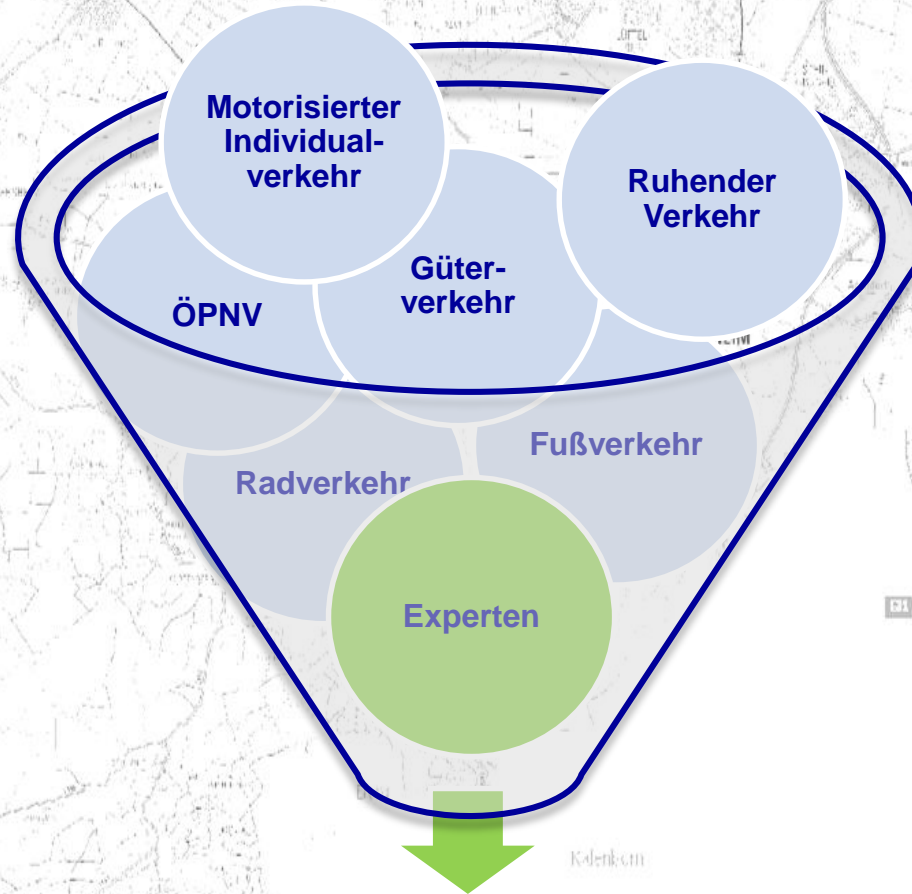 Motorisierter
Individual-
verkehr
Ruhender
Verkehr
Güter-
verkehr
ÖPNV
Fußverkehr
Radverkehr
Experten